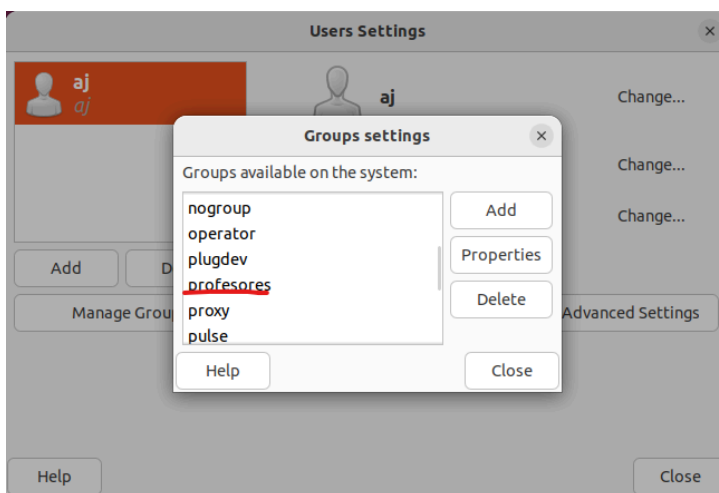 Users Settings
aj
aj
aj
Change...
Groups settings
Groups available on the system:
Change...
nogroup
Add
operator
Change...
plugdev
Properties
Add
D
profesores
Delete
proxy
Manage Grou
Advanced Settings
pulse
Help
Close
Help
Close